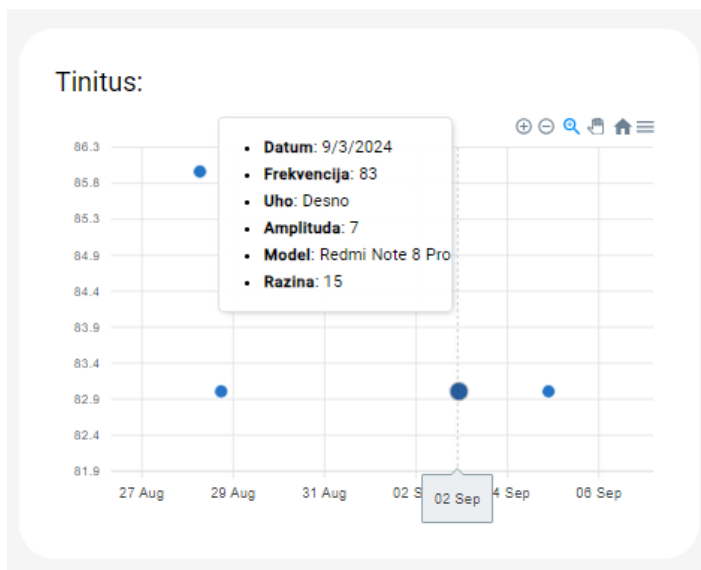 Tinitus:
86.3
85.8
85.3
84.9
84.4
83.9
83.4
82.9
82.4
81.9
• Datum: 9/3/2024
• Frekvencija: 83
• Uho: Desno
• Amplituda: 7
• Model: Redmi Note 8 Pro
• Razina: 15
27 Aug 29 Aug 31 Aug 02 S 4 Sep 06 Sep
02 Sep